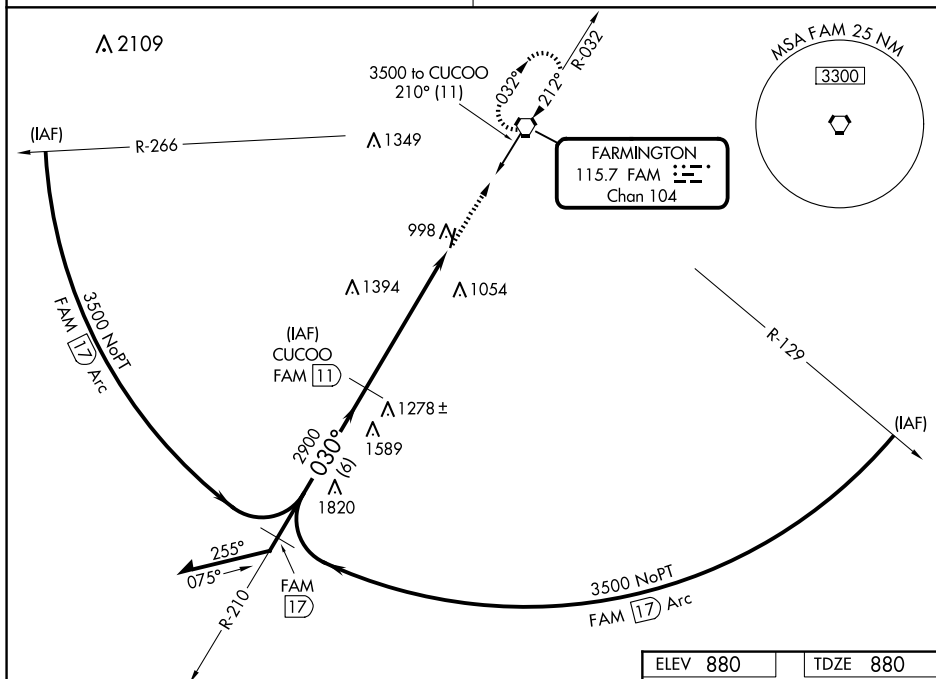 2109
MSA FAM 25 NM
3300
R-032
032°
212°
3500 to CUCOO
210° (11)
(IAF)
R-266
1349
FARMINGTON
115.7 FAM
Chan 104
998
1394
1054
3500 NoPT
FAM 17 Arc
(IAF)
CUCOO
FAM 11
R-129
(IAF)
1278 ±
1589
2900
030°
(6)
1820
255°
075°
FAM
17
R-210
3500 NoPT
FAM 17 Arc
ELEV 880
TDZE 880